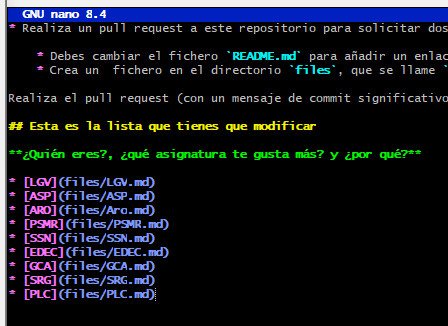 GNU nano 8.4
* Realiza un pull request a este repositorio para solicitar dos
* Debes cambiar el fichero `README.md` para añadir un enlac
* Crea un  fichero en el directorio `files`, que se llame `
Realiza el pull request (con un mensaje de commit significativo
## Esta es la lista que tienes que modificar
**¿Quién eres?, ¿qué asignatura te gusta más? y ¿por qué?**
* [LGV](files/LGV.md)
* [ASP](files/ASP.md)
* [ARO](files/Aro.md)
* [PSMR](files/PSMR.md)
* [SSN](files/SSN.md)
* [EDEC](files/EDEC.md)
* [GCA](files/GCA.md)
* [SRG](files/SRG.md)
* [PLC](files/PLC.md)